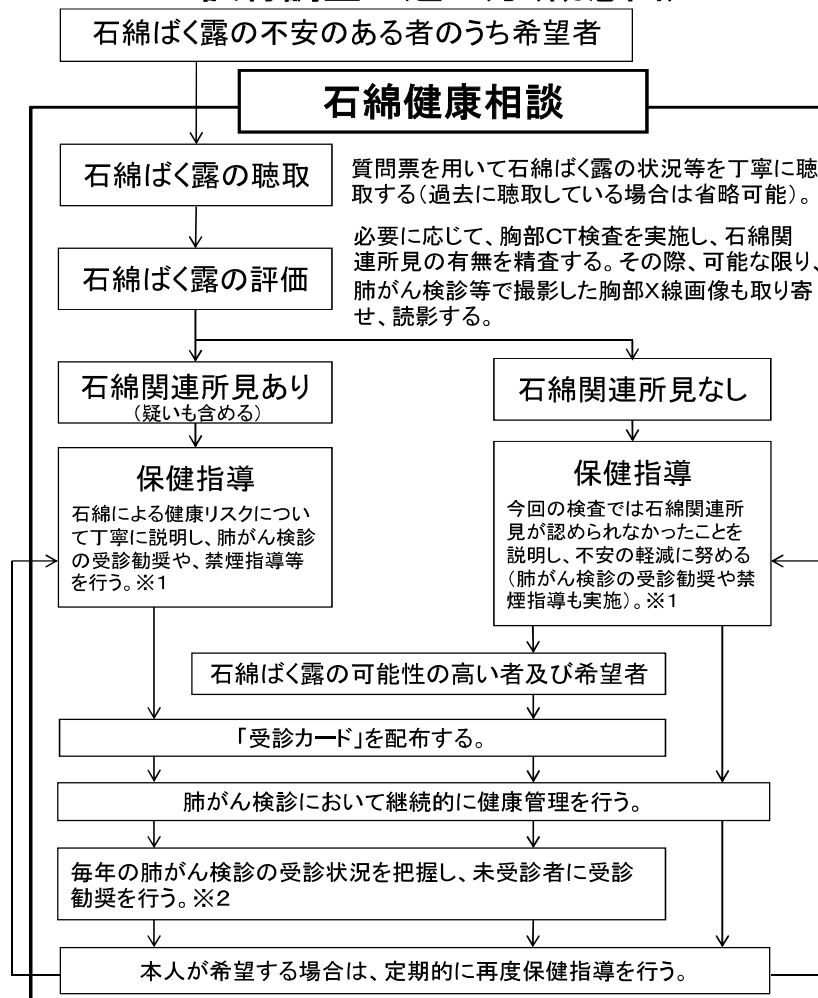 石綿ばく露の不安のある者のうち希望者
石綿健康相談
石綿ばく露の聴取
質問票を用いて石綿ばく露の状況等を丁寧に聴
取する(過去に聴取している場合は省略可能)。
石綿ばく露の評価
必要に応じて、胸部CT検査を実施し、石綿関
連所見の有無を精査する。その際、可能な限り、
肺がん検診等で撮影した胸部X線画像も取り寄
せ、読影する。
石綿関連所見あり
(疑いも含める)
石綿関連所見なし
保健指導
石綿による健康リスクについ
て丁寧に説明し、肺がん検診
の受診勧奨や、禁煙指導等
を行う。※1
保健指導
今回の検査では石綿関連所
見が認められなかったことを
説明し、不安の軽減に努める
(肺がん検診の受診勧奨や禁
煙指導も実施)。※1
石綿ばく露の可能性の高い者及び希望者
「受診カード」を配布する。
肺がん検診において継続的に健康管理を行う。
毎年の肺がん検診の受診状況を把握し、未受診者に受診
勧奨を行う。※2
本人が希望する場合は、定期的に再度保健指導を行う。